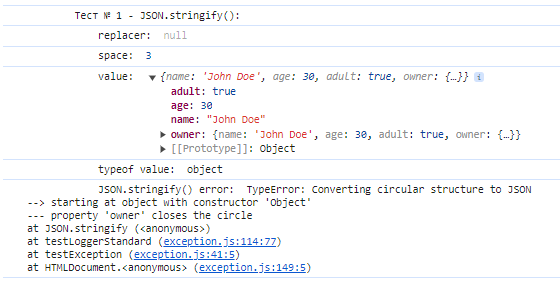 Тест № 1 - JSON.stringify():
replacer: null
space: 3
value: ▼ {name: 'John Doe', age: 30, adult: true, owner: {…}} i
adult: true
age: 30
name: "John Doe"
▶ owner: {name: 'John Doe', age: 30, adult: true, owner: {…}}
▶ [[Prototype]]: Object
typeof value: object
JSON.stringify() error: TypeError: Converting circular structure to JSON
--> starting at object with constructor 'Object'
--- property 'owner' closes the circle
at JSON.stringify (<anonymous>)
at testLoggerStandard (exception.js:114:77)
at testException (exception.js:41:5)
at HTMLDocument.<anonymous> (exception.js:149:5)